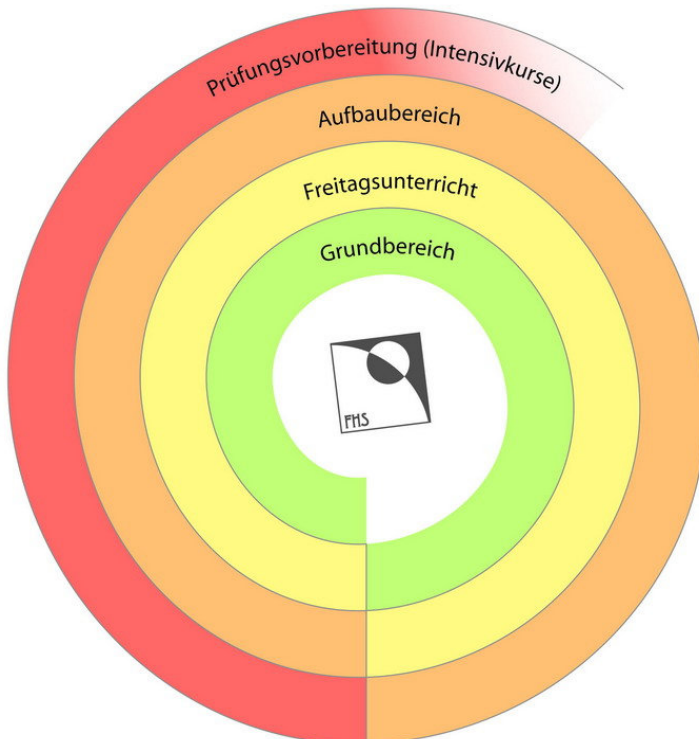 Prüfungsvorbereitung (Intensivkurse)
Aufbaubereich
Freitagsunterricht
Grundbereich
FHS